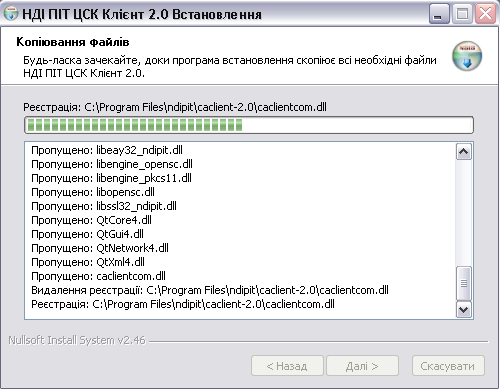 НДІ ПІТ ЦСК Клієнт 2.0 Встановлення
Копіювання файлів
Будь-ласка зачекайте, доки програма встановлення скопіює всі необхідні файли
НДІ ПІТ ЦСК Клієнт 2.0.
Реєстрація: C:\Program Files\ndipit\caclient-2.0\caclientcom.dll
Пропущено: libeay32_ndipit.dll
Пропущено: libengine_opensc.dll
Пропущено: libengine_pkcs11.dll
Пропущено: libopensc.dll
Пропущено: libssl32_ndipit.dll
Пропущено: QtCore4.dll
Пропущено: QtGui4.dll
Пропущено: QtNetwork4.dll
Пропущено: QtXml4.dll
Пропущено: caclientcom.dll
Видалення реєстрації: C:\Program Files\ndipit\caclient-2.0\caclientcom.dll
Реєстрація: C:\Program Files\ndipit\caclient-2.0\caclientcom.dll
Nullsoft Install System v2.46
< Назад Далі > Скасувати